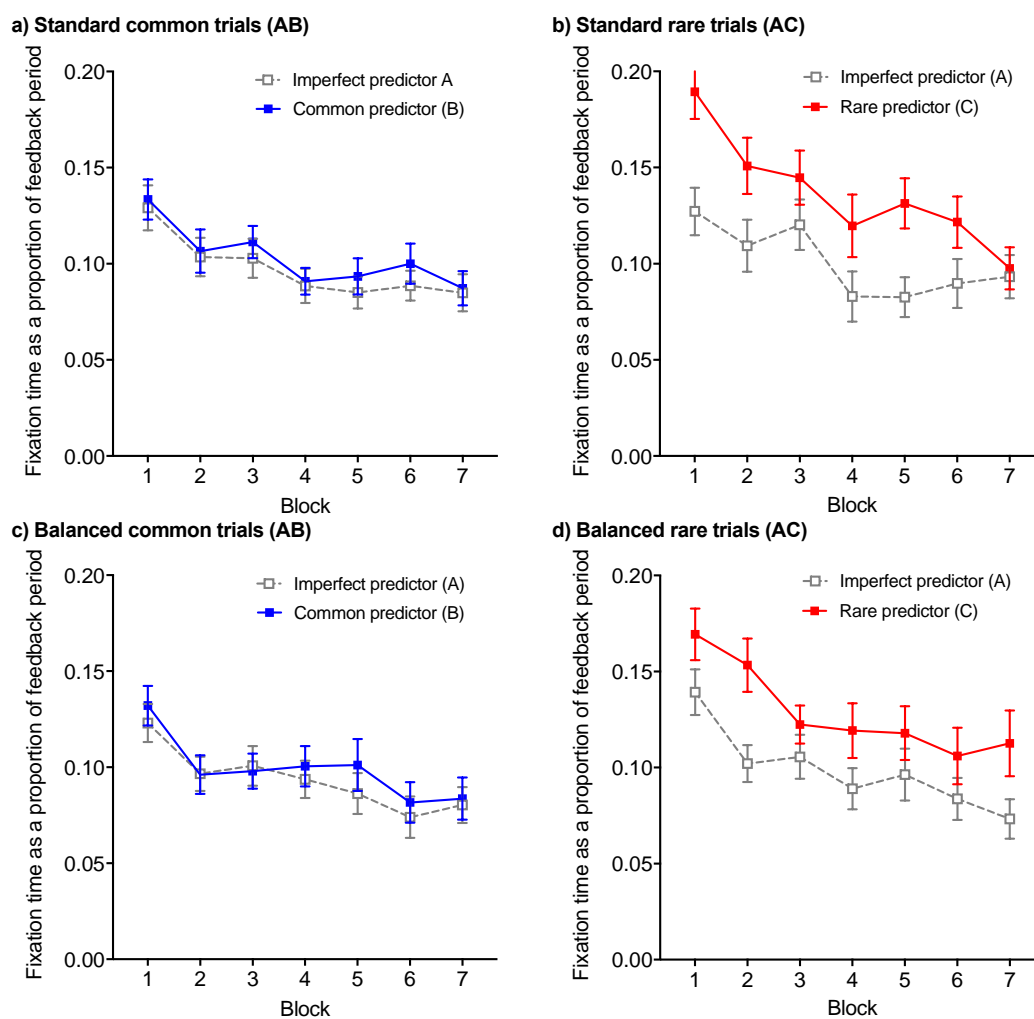 a) Standard common trials (AB)
Fixation time as a proportion of feedback period
0.20
0.15
0.10
0.05
0.00
Imperfect predictor A
Common predictor (B)
1 2 3 4 5 6 7
Block
b) Standard rare trials (AC)
Fixation time as a proportion of feedback period
0.20
0.15
0.10
0.05
0.00
Imperfect predictor (A)
Rare predictor (C)
1 2 3 4 5 6 7
Block
c) Balanced common trials (AB)
Fixation time as a proportion of feedback period
0.20
0.15
0.10
0.05
0.00
Imperfect predictor (A)
Common predictor (B)
1 2 3 4 5 6 7
Block
d) Balanced rare trials (AC)
Fixation time as a proportion of feedback period
0.20
0.15
0.10
0.05
0.00
Imperfect predictor (A)
Rare predictor (C)
1 2 3 4 5 6 7
Block